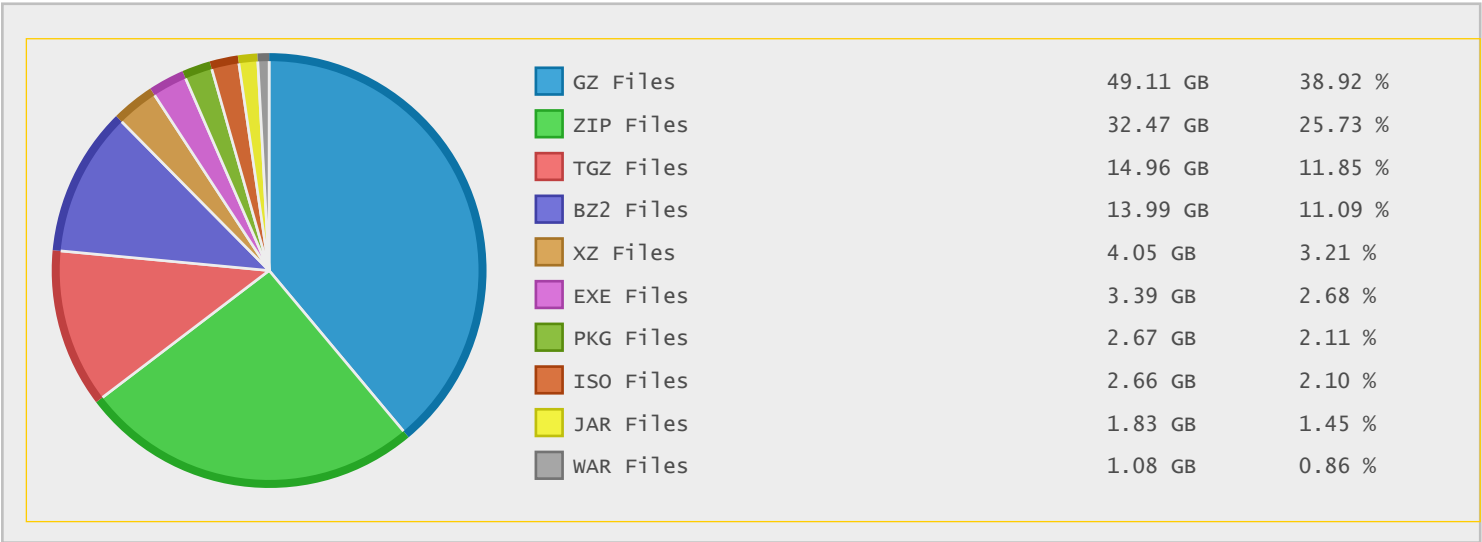 GZ Files 49.11 GB 38.92 %
ZIP Files 32.47 GB 25.73 %
TGZ Files 14.96 GB 11.85 %
BZ2 Files 13.99 GB 11.09 %
XZ Files 4.05 GB 3.21 %
EXE Files 3.39 GB 2.68 %
PKG Files 2.67 GB 2.11 %
ISO Files 2.66 GB 2.10 %
JAR Files 1.83 GB 1.45 %
WAR Files 1.08 GB 0.86 %